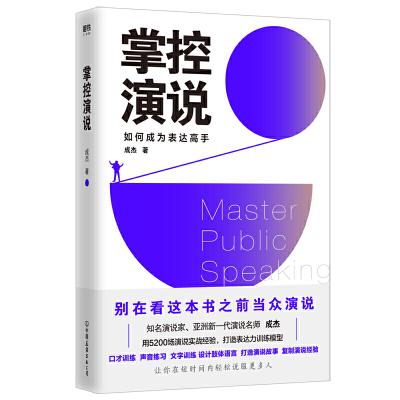 掌控
演说
如何成为表达高手
成杰 著
Master
Public
Speaking
别在看这本书之前当众演说
知名演说家、亚洲新一代演说名师 成杰
用5200场演说实战经验，打造表达力训练模型
口才训练 声音练习 文字训练 设计肢体语言 打造演说故事 复制演说经验
让你在短时间内轻松说服更多人
掌控演说
成杰 著